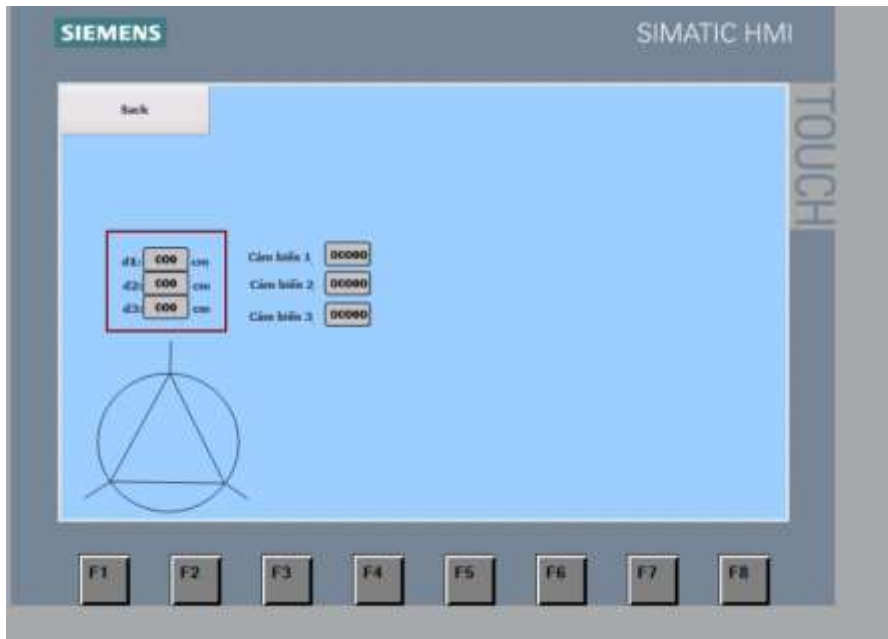 SIEMENS
SIMATIC HMI
TOUCH
Back
d1: 000 cm
d2: 000 cm
d3: 000 cm
Cảm biến 1 00000
Cảm biến 2 00000
Cảm biến 3 00000
F1 F2 F3 F4 F5 F6 F7 F8